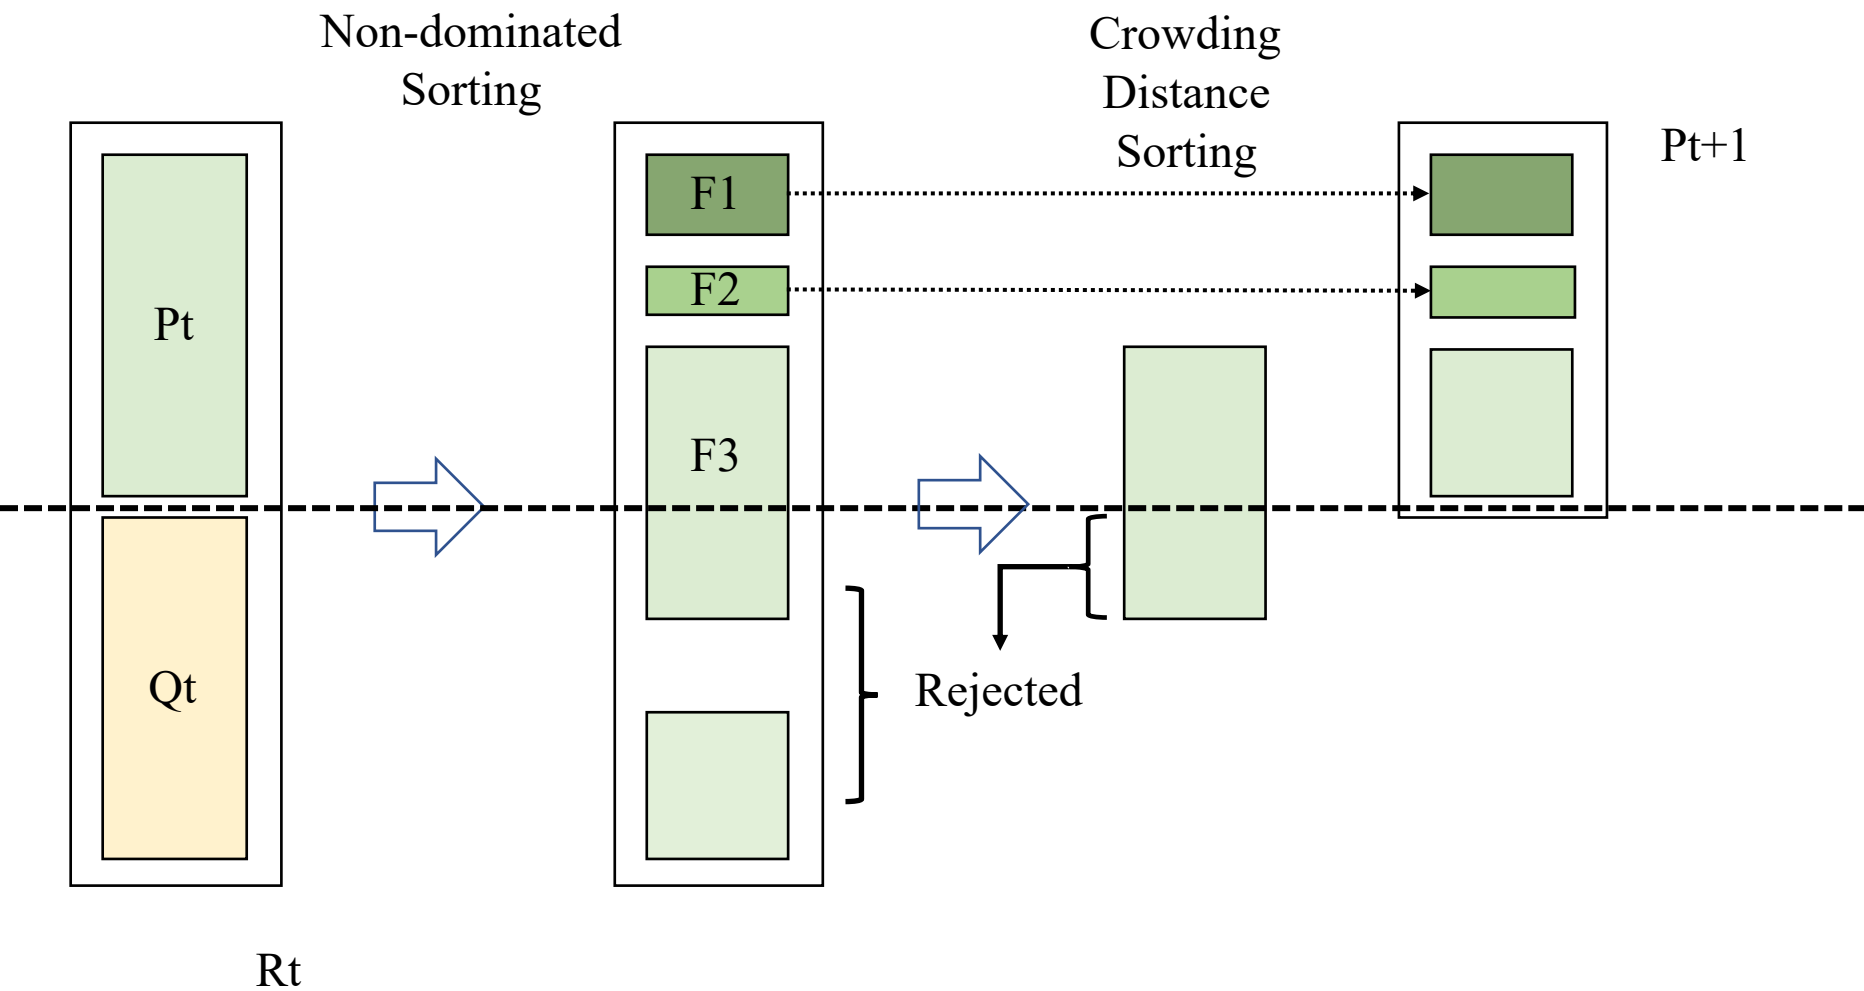 Non-dominated
Sorting
Crowding
Distance
Sorting
Pt+1
F1
F2
Pt
F3
Qt
Rejected
Rt